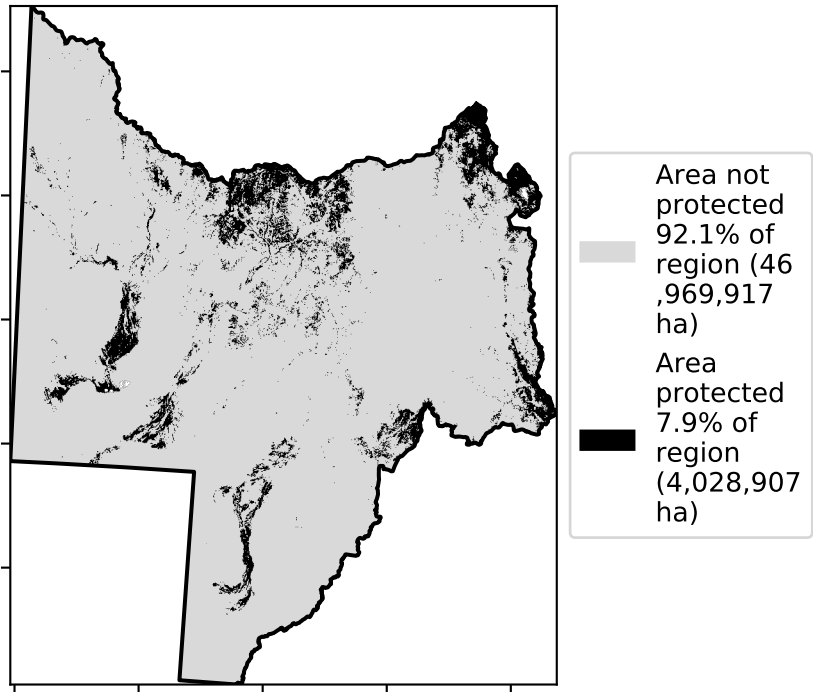 Area not
protected
92.1% of
region (46
,969,917
ha)
Area
protected
7.9% of
region
(4,028,907
ha)